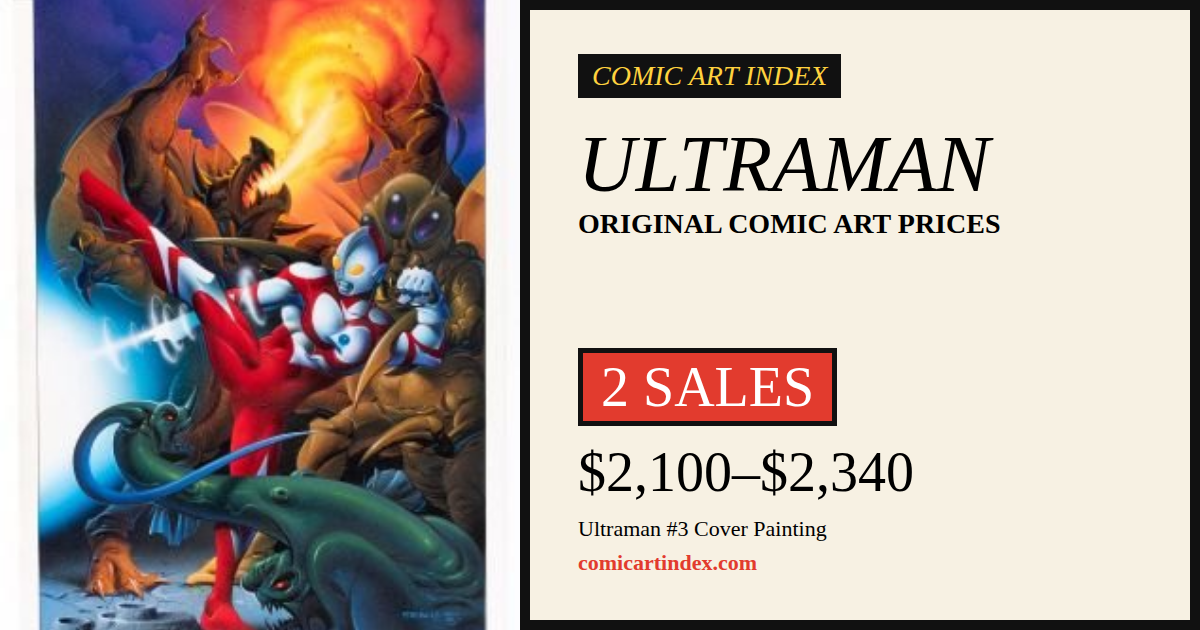 COMIC ART INDEX
ULTRAMAN
ORIGINAL COMIC ART PRICES
2 SALES
$2,100–$2,340
Ultraman #3 Cover Painting
comicartindex.com